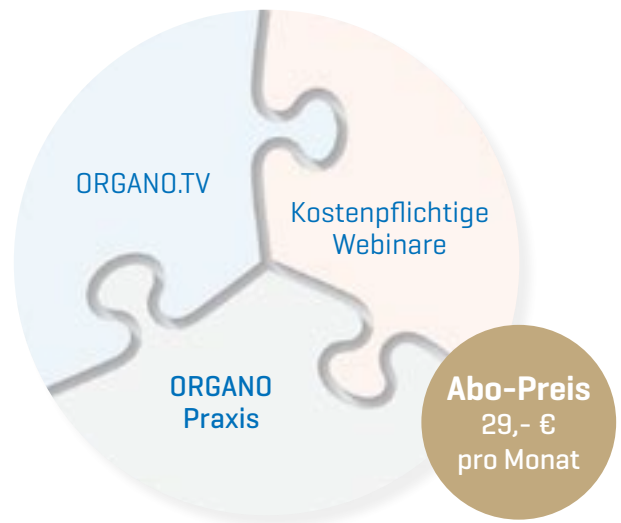 ORGANO.TV
Kostenpflichtige
Webinare
ORGANO
Praxis
Abo-Preis
29,- €
pro Monat